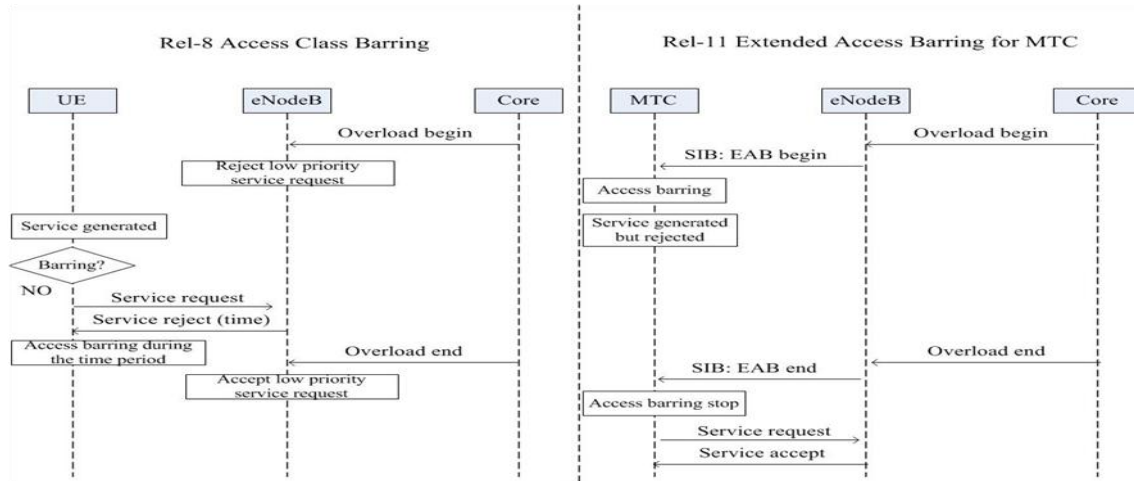 Rel-8 Access Class Barring
UE
eNodeB
Core
Overload begin
Reject low priority
service request
Service generated
Barring?
NO
Service request
Service reject (time)
Access barring during
the time period
Overload end
Accept low priority
service request
Rel-11 Extended Access Barring for MTC
MTC
eNodeB
Core
Overload begin
SIB: EAB begin
Access barring
Service generated
but rejected
Overload end
SIB: EAB end
Access barring stop
Service request
Service accept